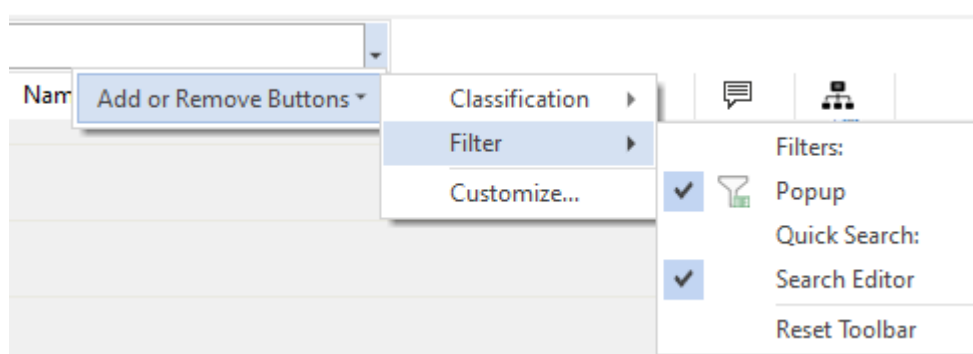 Nam
Add or Remove Buttons
Classification
Filter
Customize...
Filters:
Popup
Quick Search:
Search Editor
Reset Toolbar